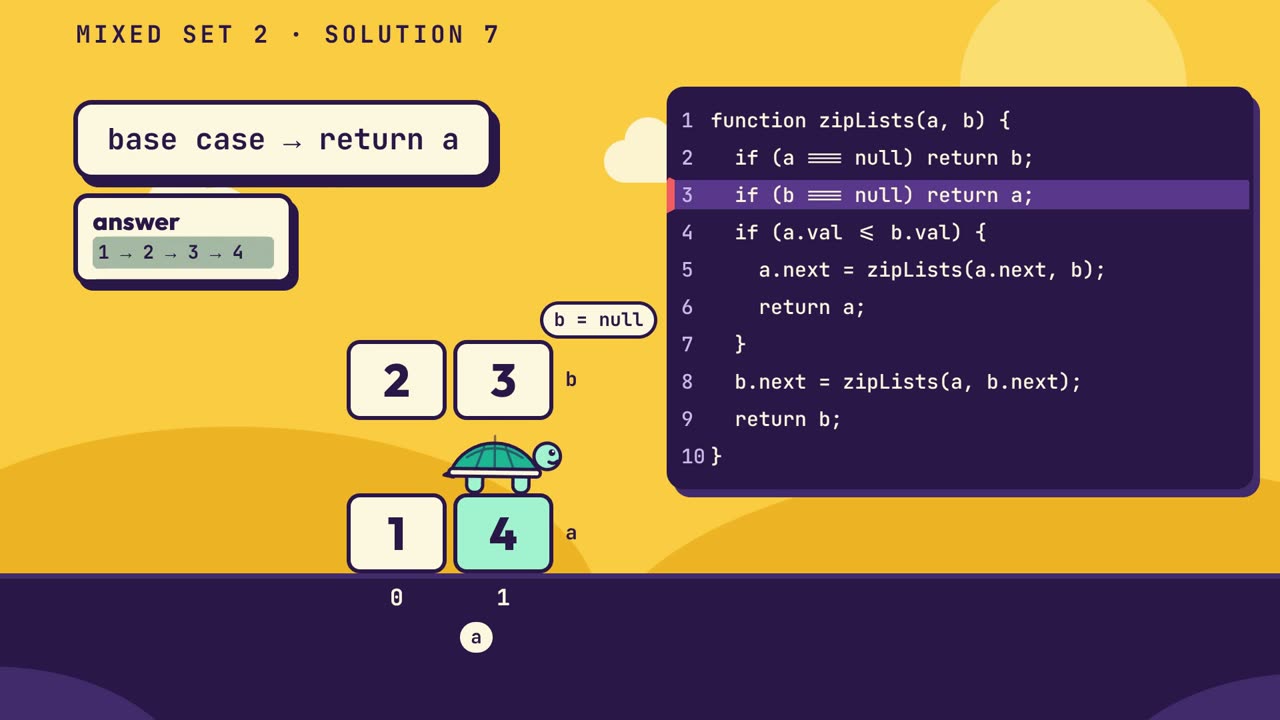 MIXED SET 2 · SOLUTION 7
base case → return a
answer
1 → 2 → 3 → 4
b = null
2 3 b
1 4 a
0 1
a
1 function zipLists(a, b) {
2 if (a === null) return b;
3 if (b === null) return a;
4 if (a.val <= b.val) {
5 a.next = zipLists(a.next, b);
6 return a;
7 }
8 b.next = zipLists(a, b.next);
9 return b;
10 }